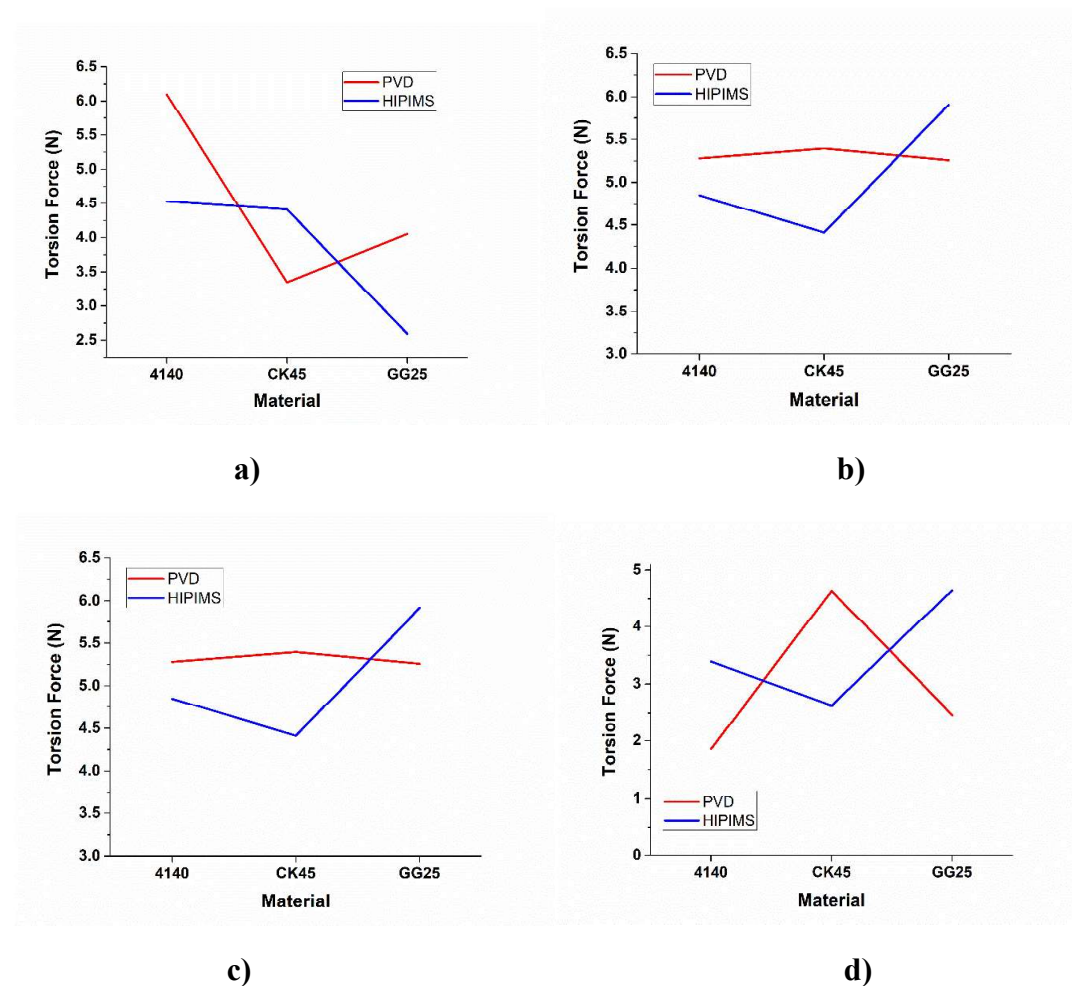 6.5
6.0
5.5
5.0
4.5
4.0
3.5
3.0
2.5
Torsion Force (N)
PVD
HIPIMS
4140 CK45 GG25
Material
a)
6.5
6.0
5.5
5.0
4.5
4.0
3.5
3.0
Torsion Force (N)
PVD
HIPIMS
4140 CK45 GG25
Material
b)
6.5
6.0
5.5
5.0
4.5
4.0
3.5
3.0
Torsion Force (N)
PVD
HIPIMS
4140 CK45 GG25
Material
c)
5
4
3
2
1
0
Torsion Force (N)
PVD
HIPIMS
4140 CK45 GG25
Material
d)